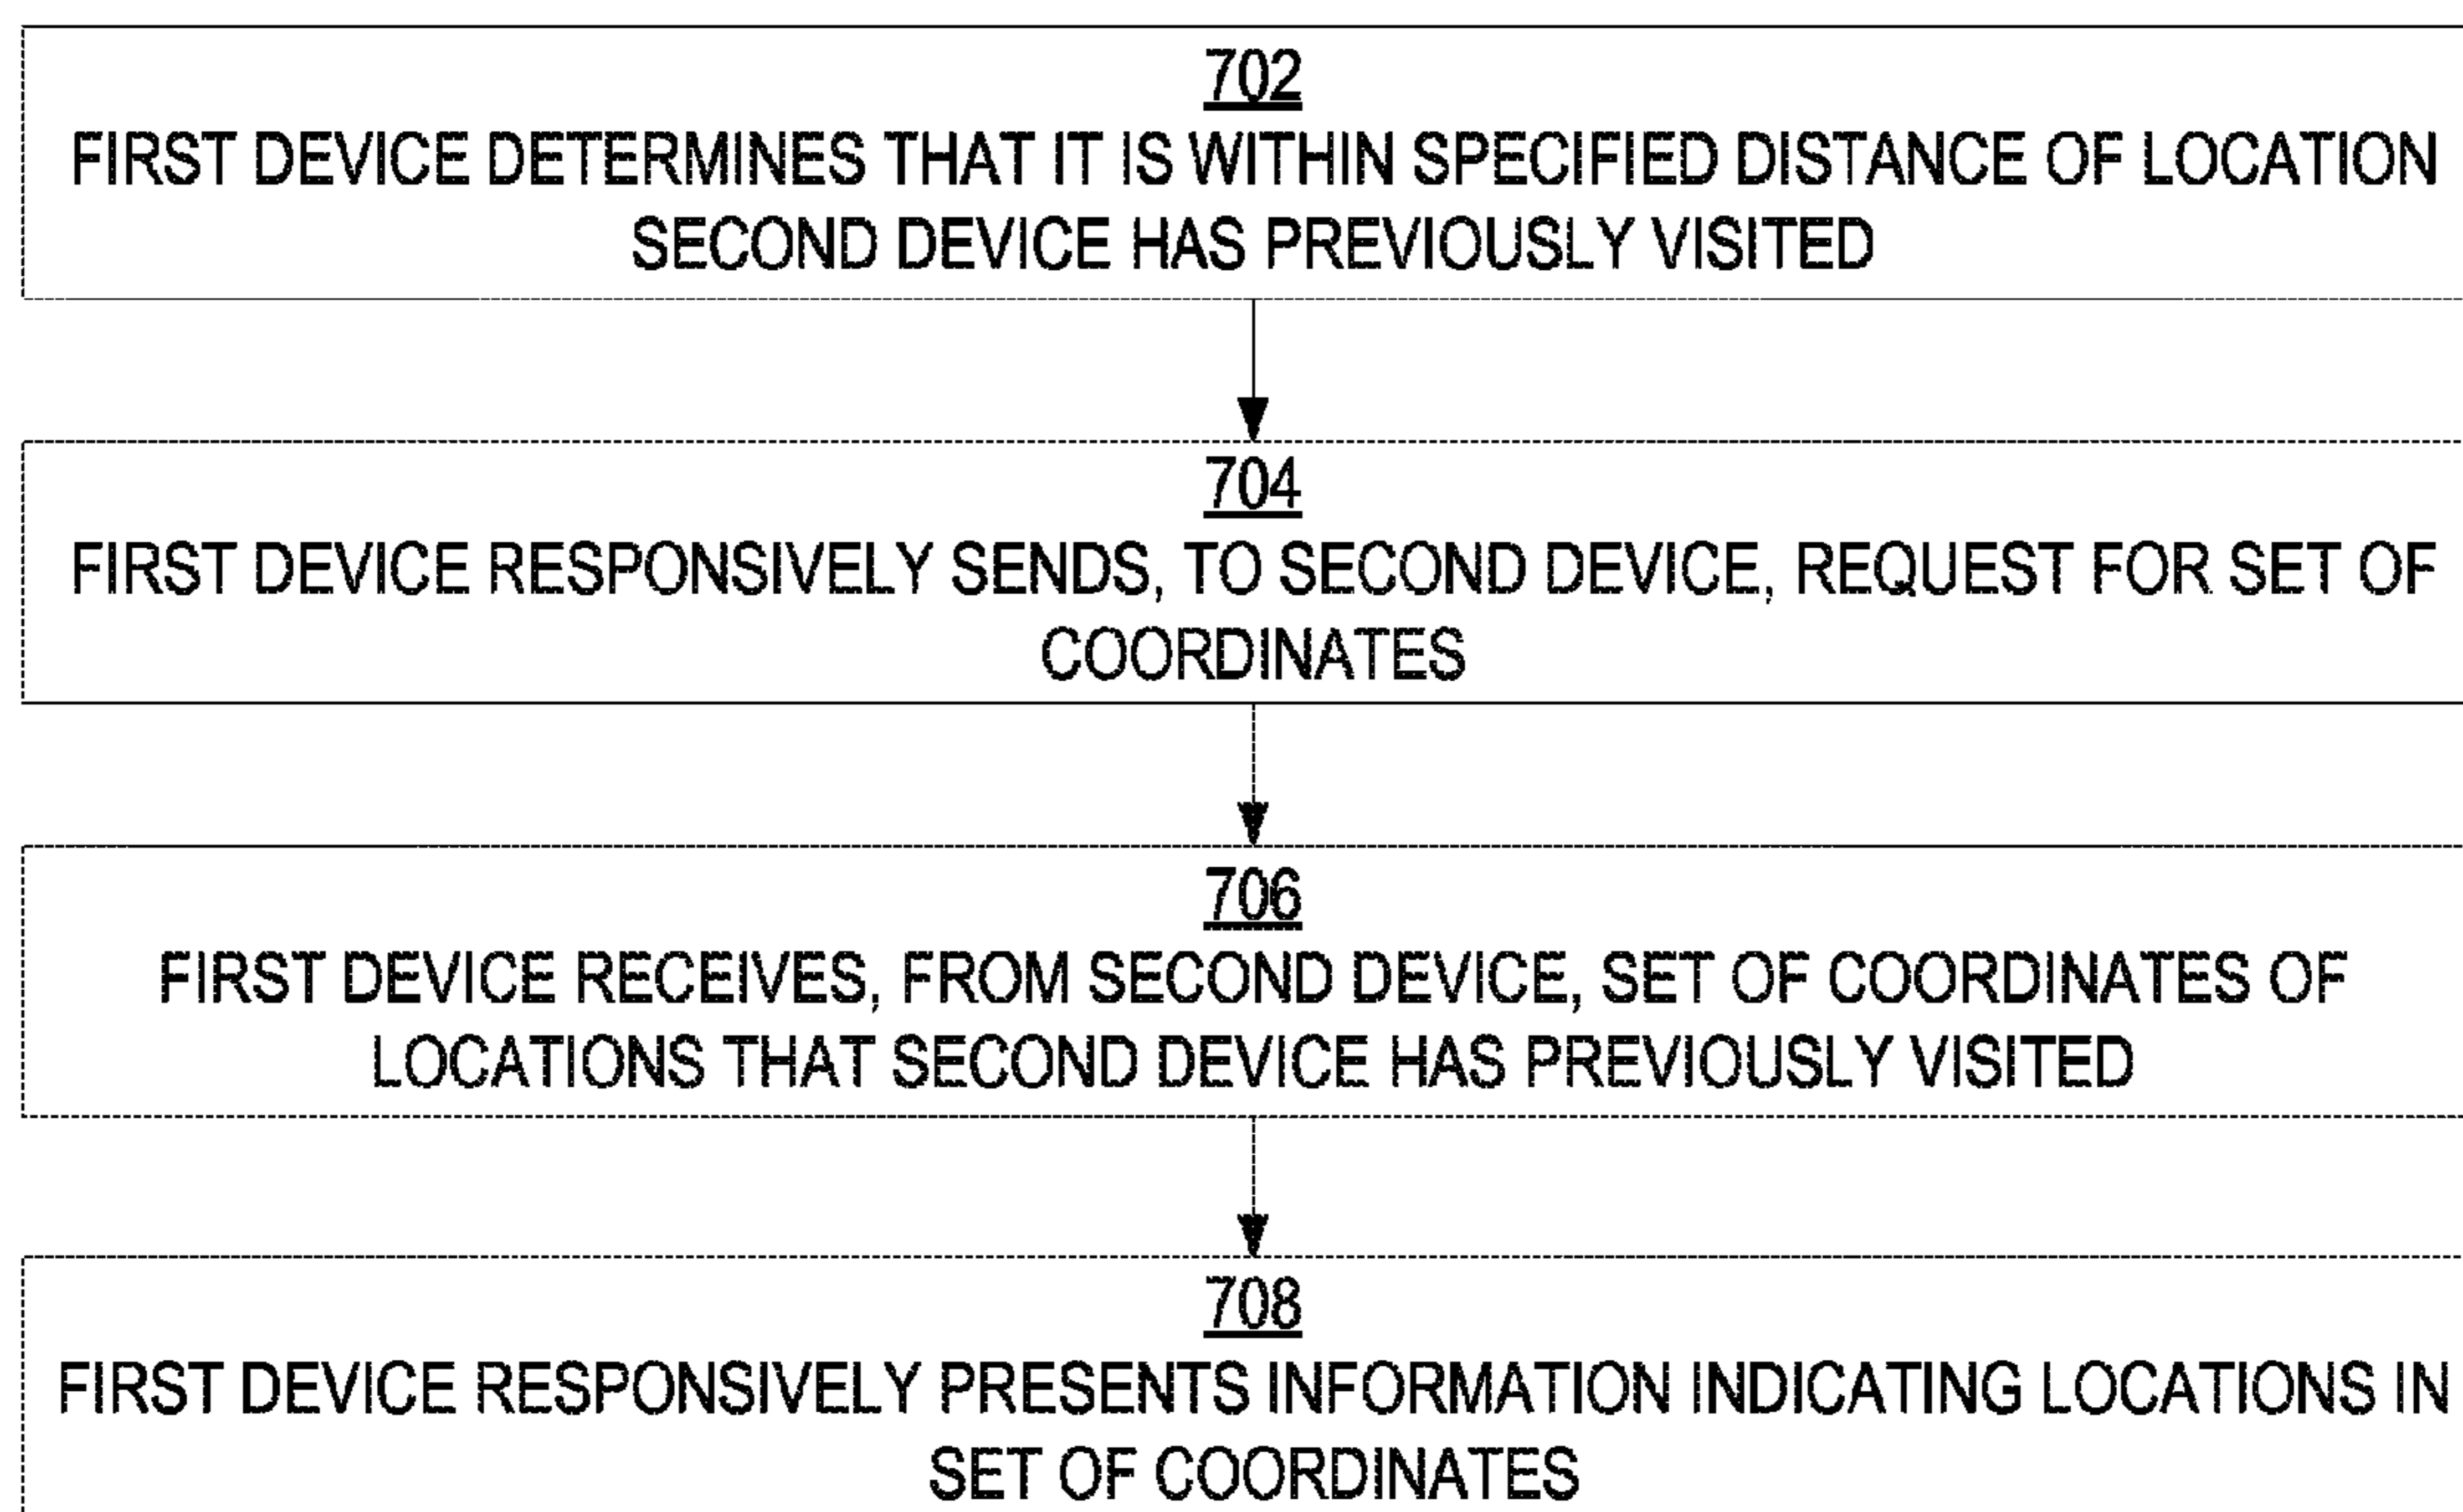 702
FIRST DEVICE DETERMINES THAT IT IS WITHIN SPECIFIED DISTANCE OF LOCATION
SECOND DEVICE HAS PREVIOUSLY VISITED
704
FIRST DEVICE RESPONSIVELY SENDS, TO SECOND DEVICE, REQUEST FOR SET OF
COORDINATES
706
FIRST DEVICE RECEIVES, FROM SECOND DEVICE, SET OF COORDINATES OF
LOCATIONS THAT SECOND DEVICE HAS PREVIOUSLY VISITED
708
FIRST DEVICE RESPONSIVELY PRESENTS INFORMATION INDICATING LOCATIONS IN
SET OF COORDINATES